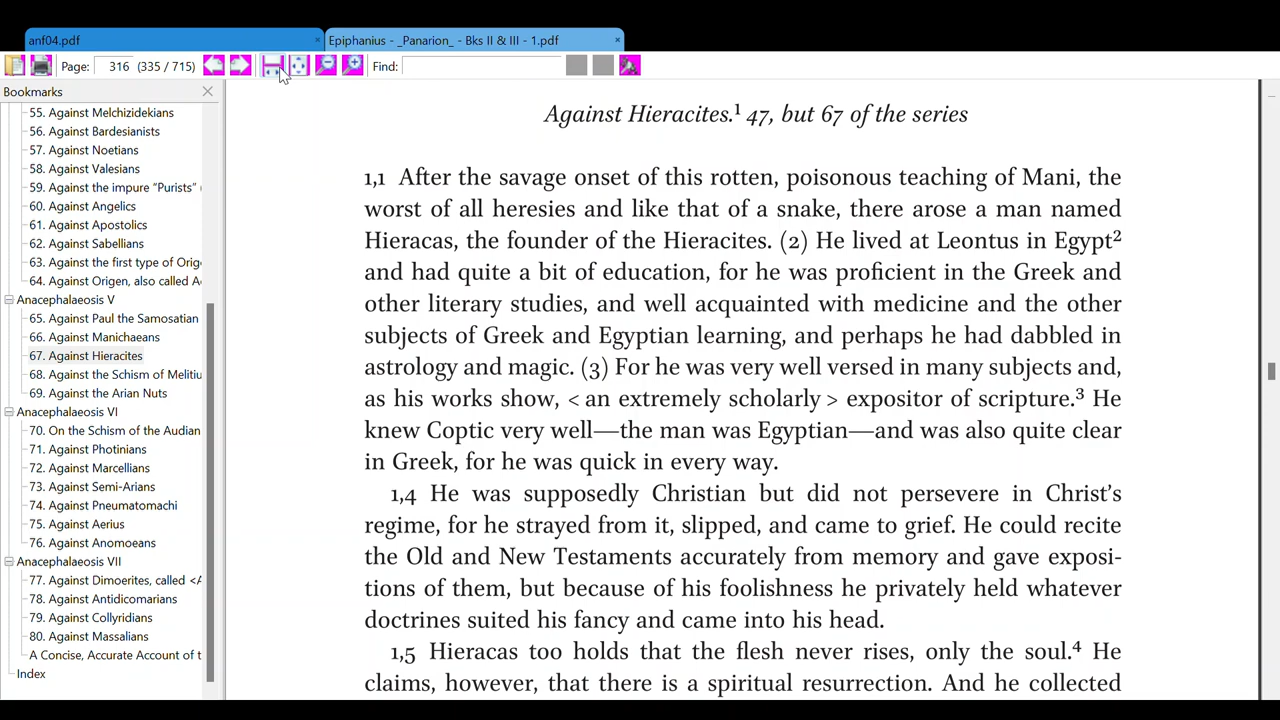 anf04.pdf × Epiphanius - _Panarion_ - Bks II & III - 1.pdf ×
Page: 316 (335 / 715) Find:
Bookmarks
55. Against Melchizidekians
56. Against Bardesianists
57. Against Noetians
58. Against Valesians
59. Against the impure “Purists” (
60. Against Angelics
61. Against Apostolics
62. Against Sabellians
63. Against the first type of Orig
64. Against Origen, also called A
Anacephalaeosis V
65. Against Paul the Samosatian
66. Against Manichaeans
67. Against Hieracites
68. Against the Schism of Melitiu
69. Against the Arian Nuts
Anacephalaeosis VI
70. On the Schism of the Audian
71. Against Photinians
72. Against Marcellians
73. Against Semi-Arians
74. Against Pneumatomachi
75. Against Aerius
76. Against Anomoeans
Anacephalaeosis VII
77. Against Dimoerites, called <A
78. Against Antidicomarians
79. Against Collyridians
80. Against Massalians
A Concise, Accurate Account of t
Index
Against Hieracites.¹ 47, but 67 of the series
1,1 After the savage onset of this rotten, poisonous teaching of Mani, the
worst of all heresies and like that of a snake, there arose a man named
Hieracas, the founder of the Hieracites. (2) He lived at Leontus in Egypt²
and had quite a bit of education, for he was proficient in the Greek and
other literary studies, and well acquainted with medicine and the other
subjects of Greek and Egyptian learning, and perhaps he had dabbled in
astrology and magic. (3) For he was very well versed in many subjects and,
as his works show, < an extremely scholarly > expositor of scripture.³ He
knew Coptic very well—the man was Egyptian—and was also quite clear
in Greek, for he was quick in every way.
1,4 He was supposedly Christian but did not persevere in Christ’s
regime, for he strayed from it, slipped, and came to grief. He could recite
the Old and New Testaments accurately from memory and gave exposi-
tions of them, but because of his foolishness he privately held whatever
doctrines suited his fancy and came into his head.
1,5 Hieracas too holds that the flesh never rises, only the soul.⁴ He
claims, however, that there is a spiritual resurrection. And he collected